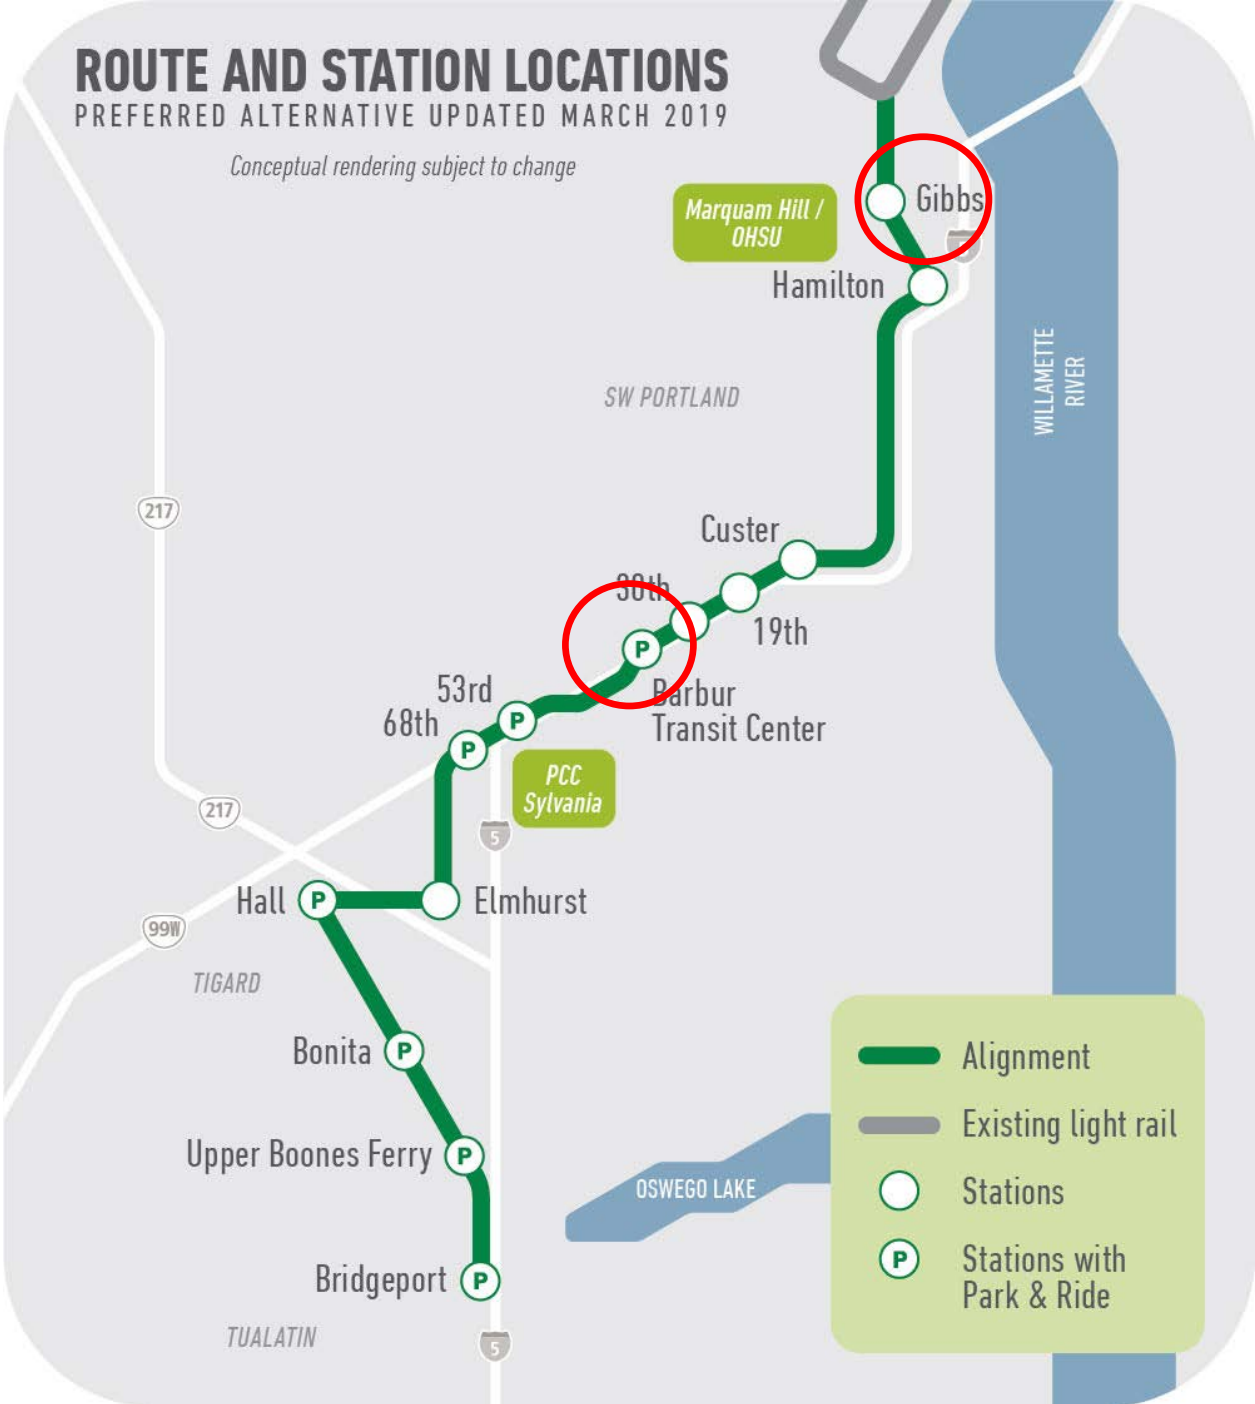 ROUTE AND STATION LOCATIONS
PREFERRED ALTERNATIVE UPDATED MARCH 2019
Conceptual rendering subject to change
Marquam Hill /
OHSU
Gibbs
5
Hamilton
SW PORTLAND
WILLAMETTE
RIVER
217
Custer
30th
19th
P
Barbur
Transit Center
53rd
P
68th
P
PCC
Sylvania
217
5
Hall
P
Elmhurst
99W
TIGARD
Bonita
P
Upper Boones Ferry
P
OSWEGO LAKE
Bridgeport
P
TUALATIN
5
Alignment
Existing light rail
Stations
P
Stations with
Park & Ride